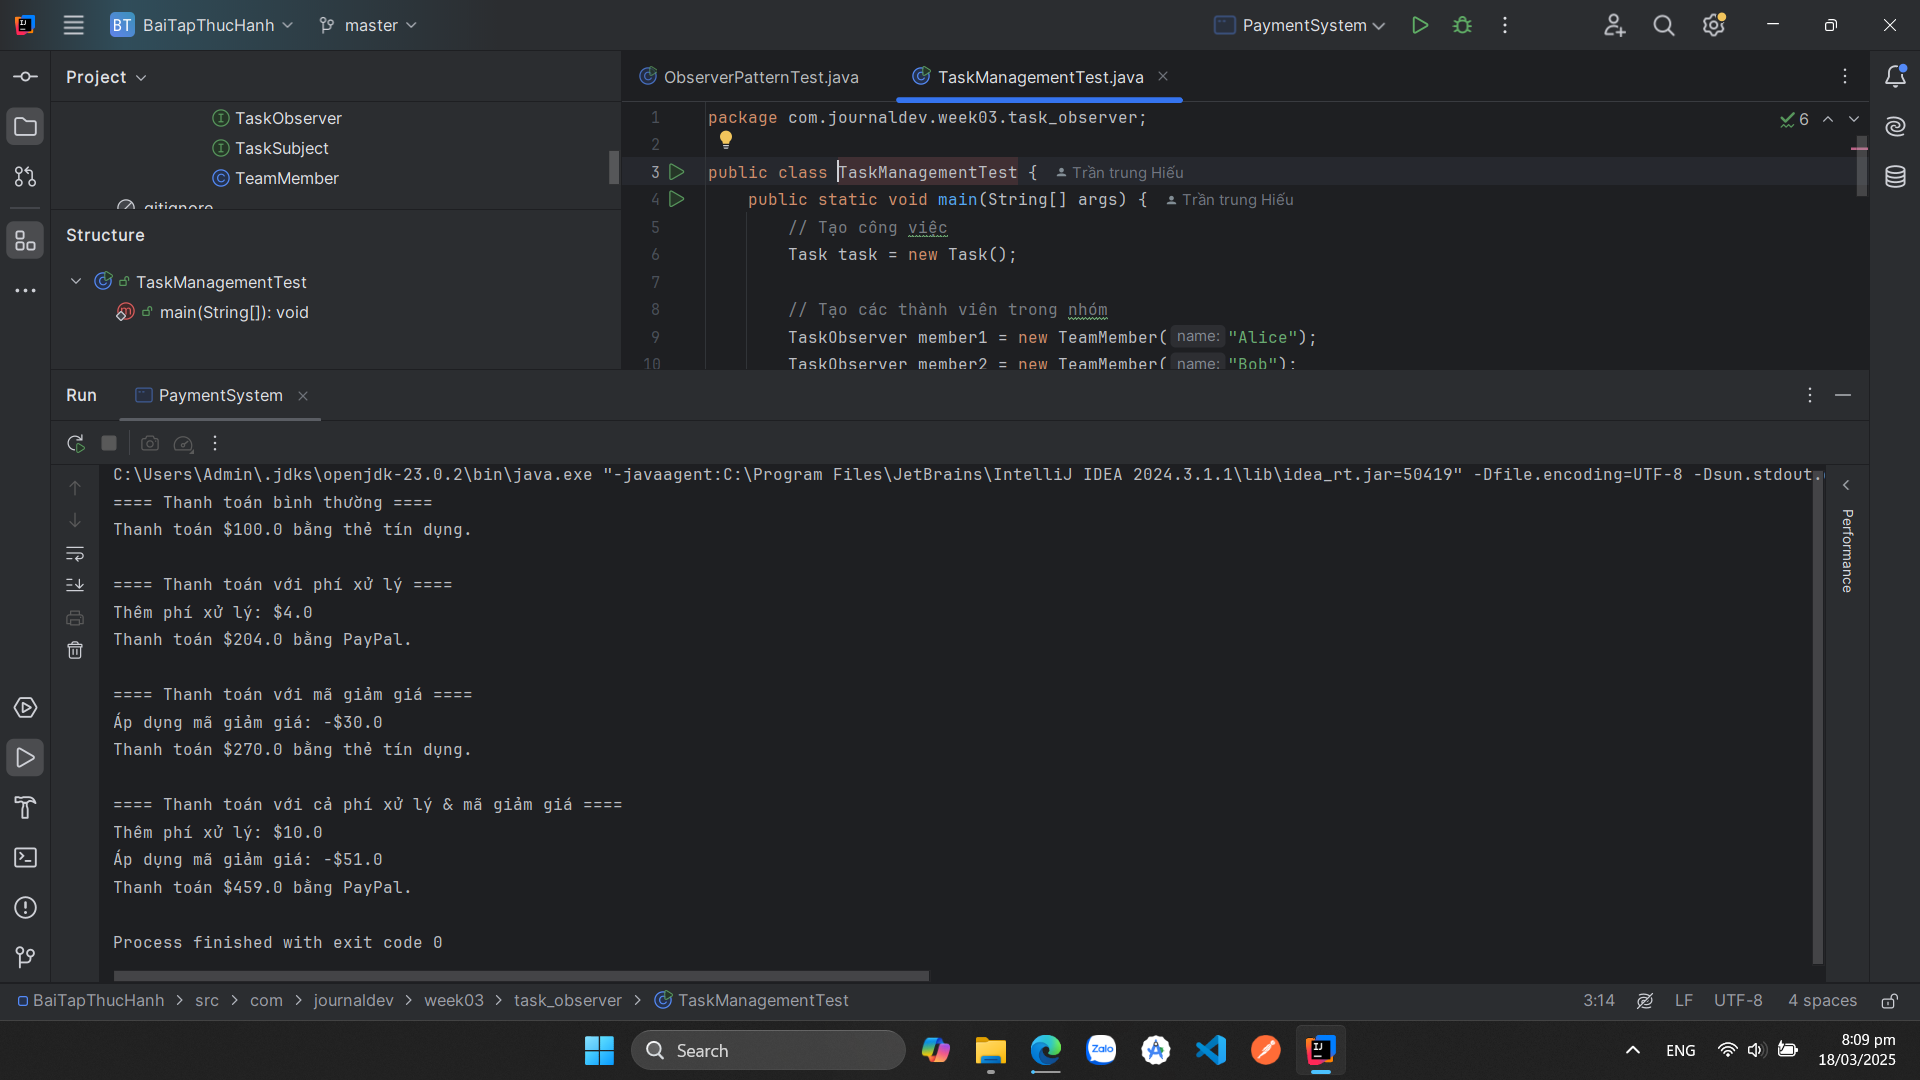 BT BaiTapThucHanh master PaymentSystem
Project
TaskObserver
TaskSubject
TeamMember
.gitignore
Structure
TaskManagementTest
main(String[]): void
ObserverPatternTest.java TaskManagementTest.java
6
1 package com.journaldev.week03.task_observer;
2
3 public class TaskManagementTest { Trần trung Hiếu
4 public static void main(String[] args) { Trần trung Hiếu
5 // Tạo công việc
6 Task task = new Task();
7
8 // Tạo các thành viên trong nhóm
9 TaskObserver member1 = new TeamMember( name: "Alice");
10 TaskObserver member2 = new TeamMember( name: "Bob");
Run PaymentSystem
C:\Users\Admin\.jdks\openjdk-23.0.2\bin\java.exe "-javaagent:C:\Program Files\JetBrains\IntelliJ IDEA 2024.3.1.1\lib\idea_rt.jar=50419" -Dfile.encoding=UTF-8 -Dsun.stdout.
==== Thanh toán bình thường ====
Thanh toán $100.0 bằng thẻ tín dụng.
==== Thanh toán với phí xử lý ====
Thêm phí xử lý: $4.0
Thanh toán $204.0 bằng PayPal.
==== Thanh toán với mã giảm giá ====
Áp dụng mã giảm giá: -$30.0
Thanh toán $270.0 bằng thẻ tín dụng.
==== Thanh toán với cả phí xử lý & mã giảm giá ====
Thêm phí xử lý: $10.0
Áp dụng mã giảm giá: -$51.0
Thanh toán $459.0 bằng PayPal.
Process finished with exit code 0
Performance
BaiTapThucHanh > src > com > journaldev > week03 > task_observer > TaskManagementTest
3:14 LF UTF-8 4 spaces
Search
Zalo
ENG
8:09 pm
18/03/2025